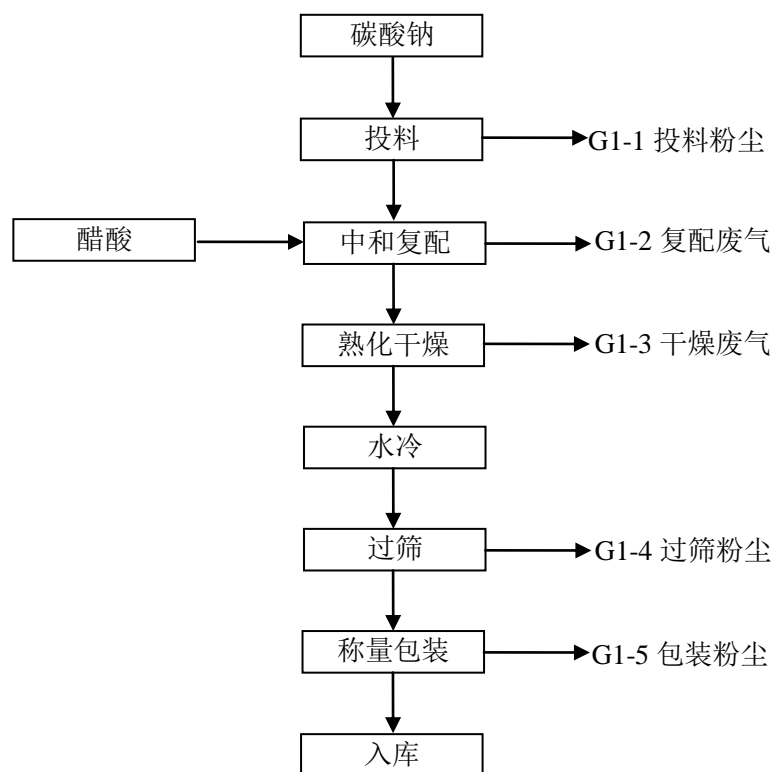 碳酸钠
投料
G1-1 投料粉尘
醋酸
中和复配
G1-2 复配废气
熟化干燥
G1-3 干燥废气
水冷
过筛
G1-4 过筛粉尘
称量包装
G1-5 包装粉尘
入库